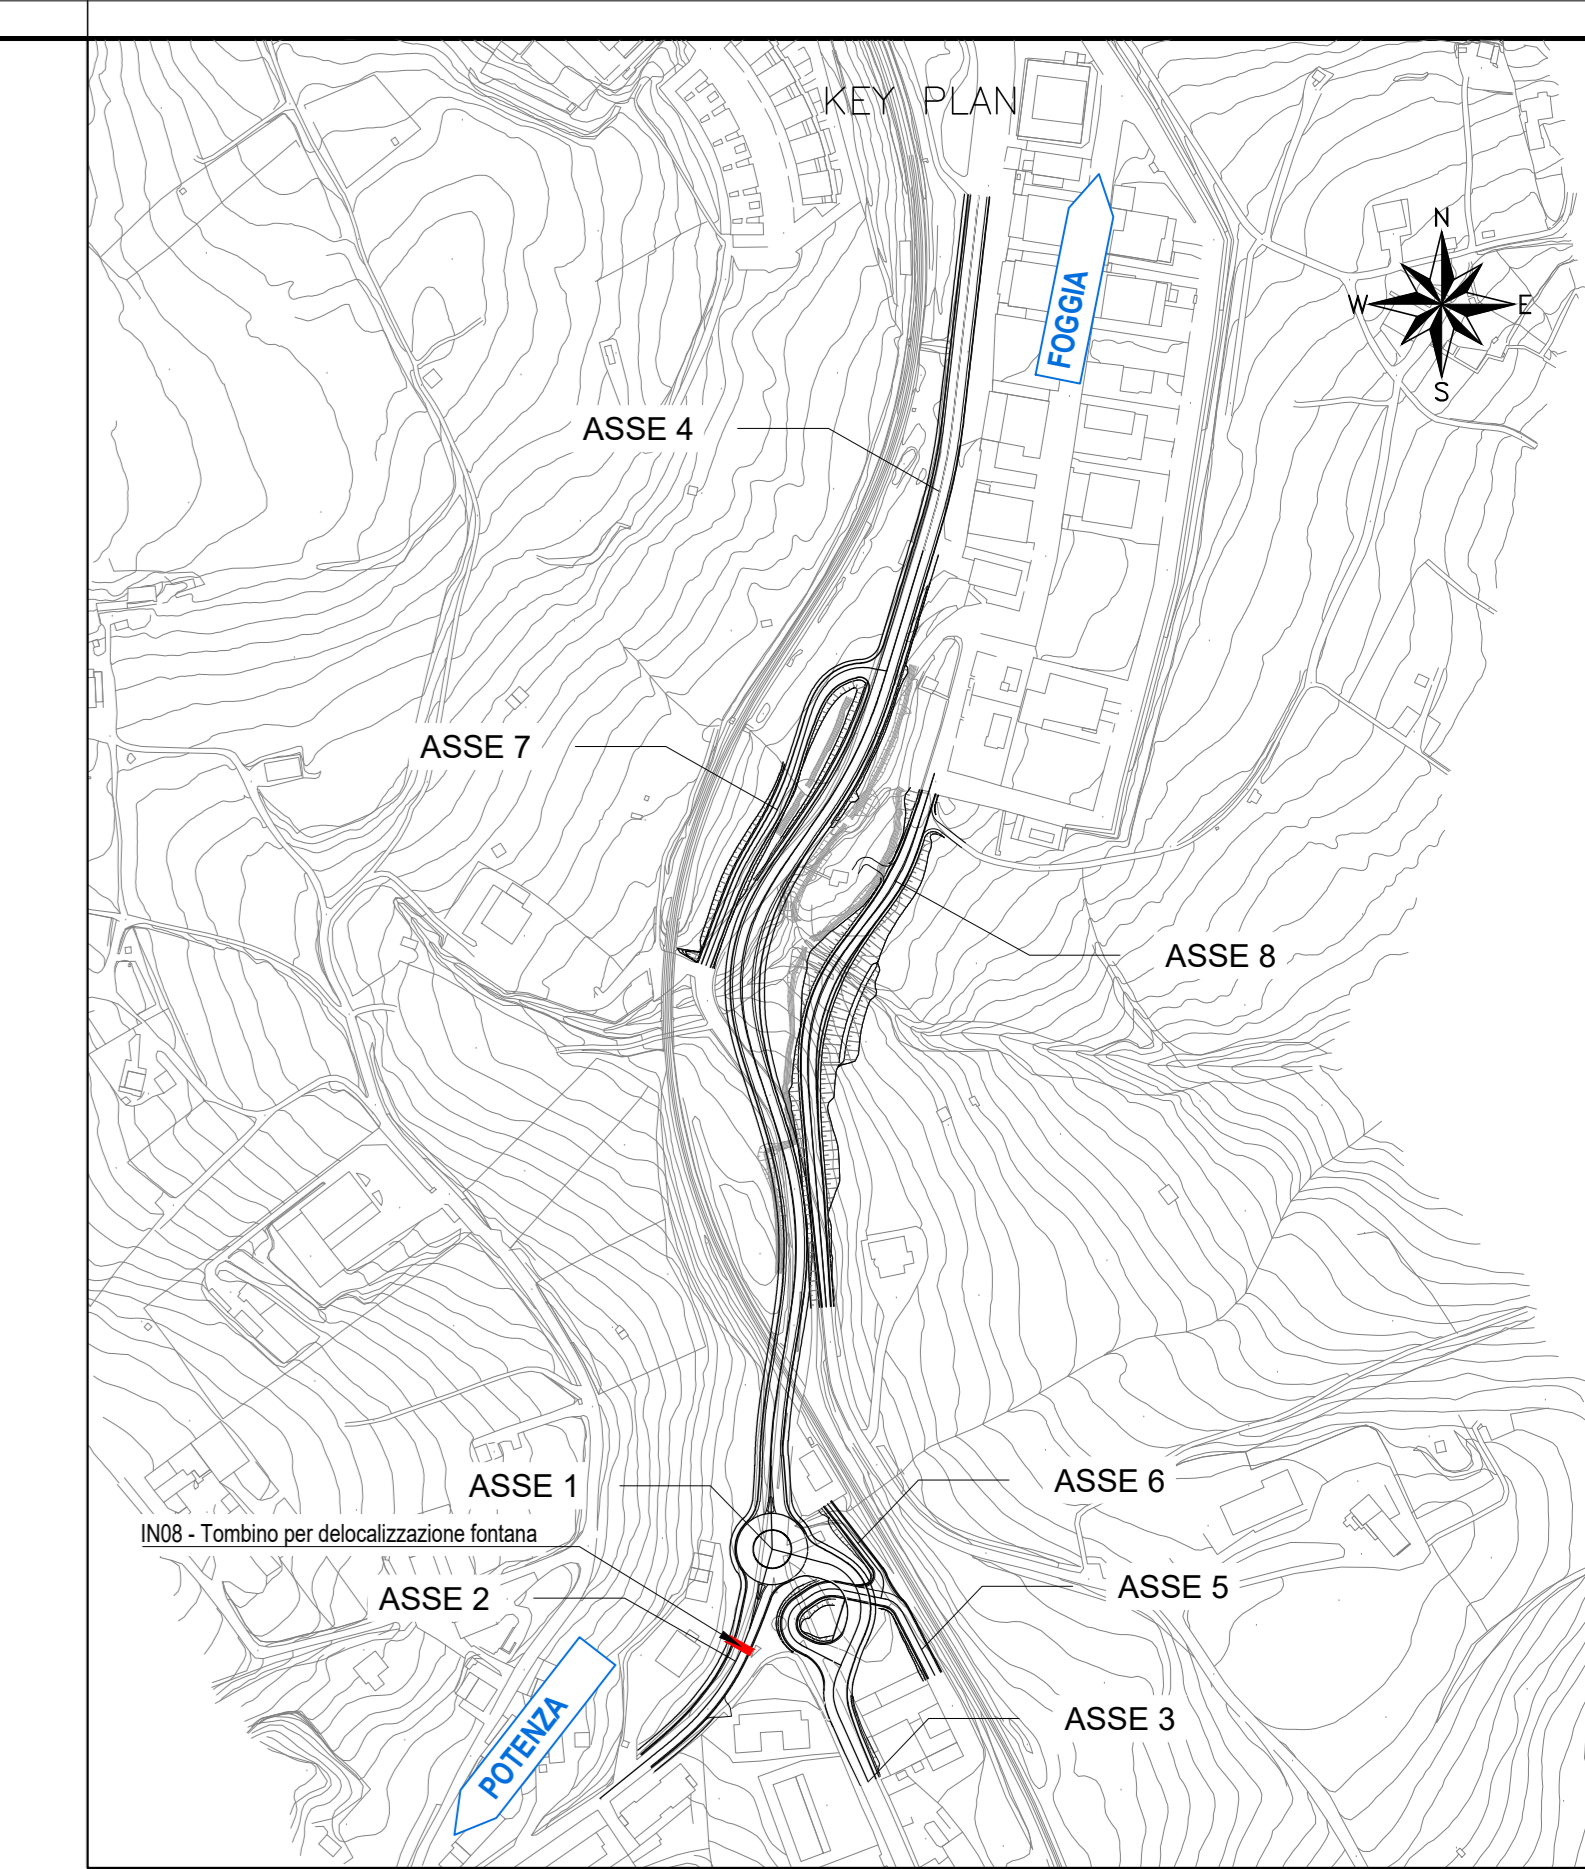 KEY PLAN
N
W
E
S
FOGGIA
ASSE 4
ASSE 7
ASSE 8
ASSE 1
ASSE 6
IN08 - Tombino per delocalizzazione fontana
ASSE 2
ASSE 5
ASSE 3
POTENZA